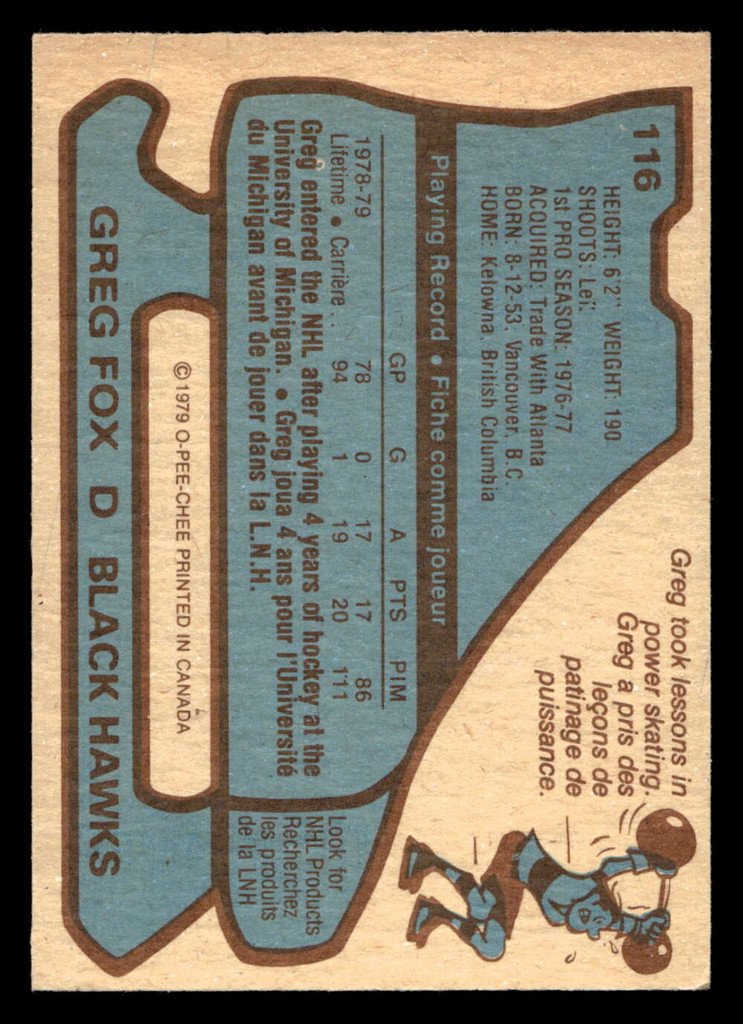 116
HEIGHT: 6'2" WEIGHT: 190
SHOOTS: Left
1st PRO SEASON: 1976-77
ACQUIRED: Trade With Atlanta
BORN: 8-12-53, Vancouver, B.C.
HOME: Kelowna, British Columbia
Playing Record • Fiche comme joueur
GP G A PTS PIM
1978-79 78 0 17 17 86
Lifetime • Carrière . . 94 1 19 20 111
Greg entered the NHL after playing 4 years of hockey at the
University of Michigan. • Greg joua 4 ans pour l'Université
du Michigan avant de jouer dans la L.N.H.
Greg took lessons in
power skating.
Greg a pris des
leçons de
patinage de
puissance.
Look for
NHL Products
Recherchez
les produits
de la LNH
© 1979 O-PEE-CHEE PRINTED IN CANADA
GREG FOX D BLACK HAWKS